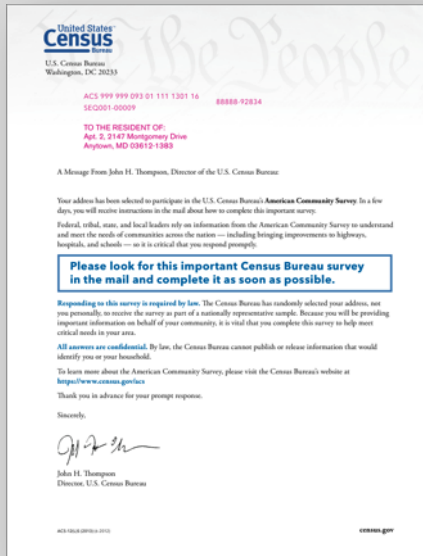 We the People
United States™
Census
Bureau
U.S. Census Bureau
Washington, DC 20233
ACS 999 999 093 01 111 1301 16
88888-92834
SEQ001-00009
TO THE RESIDENT OF:
Apt. 2, 2147 Montgomery Drive
Anytown, MD 03612-1383
A Message From John H. Thompson, Director of the U.S. Census Bureau:
Your address has been selected to participate in the U.S. Census Bureau's American Community Survey. In a few
days, you will receive instructions in the mail about how to complete this important survey.
Federal, tribal, state, and local leaders rely on information from the American Community Survey to understand
and meet the needs of communities across the nation — including bringing improvements to highways,
hospitals, and schools — so it is critical that you respond promptly.
Please look for this important Census Bureau survey
in the mail and complete it as soon as possible.
Responding to this survey is required by law. The Census Bureau has randomly selected your address, not
you personally, to receive the survey as part of a nationally representative sample. Because you will be providing
important information on behalf of your community, it is vital that you complete this survey to help meet
critical needs in your area.
All answers are confidential. By law, the Census Bureau cannot publish or release information that would
identify you or your household.
To learn more about the American Community Survey, please visit the Census Bureau's website at
https://www.census.gov/acs
Thank you in advance for your prompt response.
Sincerely,
John H. Thompson
Director, U.S. Census Bureau
census.gov